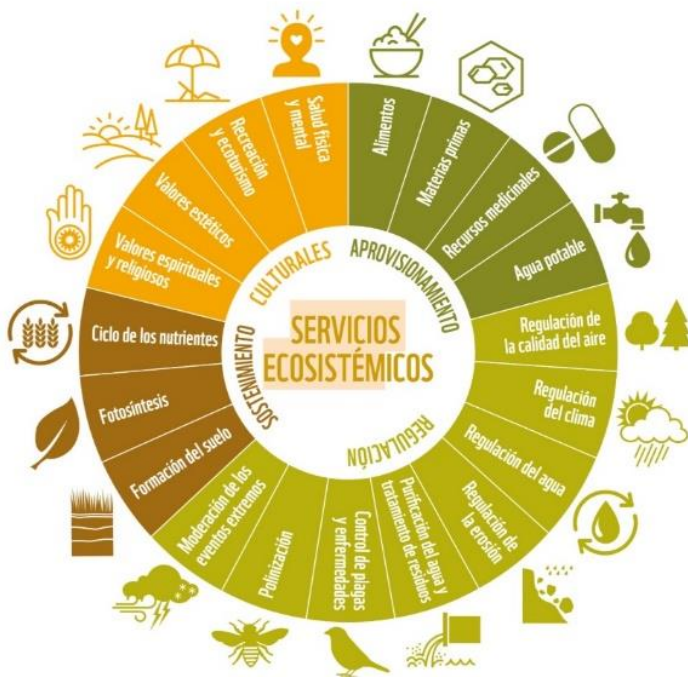 SERVICIOS
ECOSISTÉMICOS
APROVISIONAMIENTO
Alimentos
Materias primas
Recursos medicinales
Agua potable
REGULACIÓN
Regulación de
la calidad del aire
Regulación
del clima
Regulación del agua
Regulación de
la erosión
Purificación del agua y
tratamiento de residuos
Control de plagas
y enfermedades
Polinización
Moderación de los
eventos extremos
SOSTENIMIENTO
Formación del suelo
Fotosíntesis
Ciclo de los nutrientes
CULTURALES
Valores espirituales
y religiosos
Valores estéticos
Recreación
y ecoturismo
Salud física
y mental